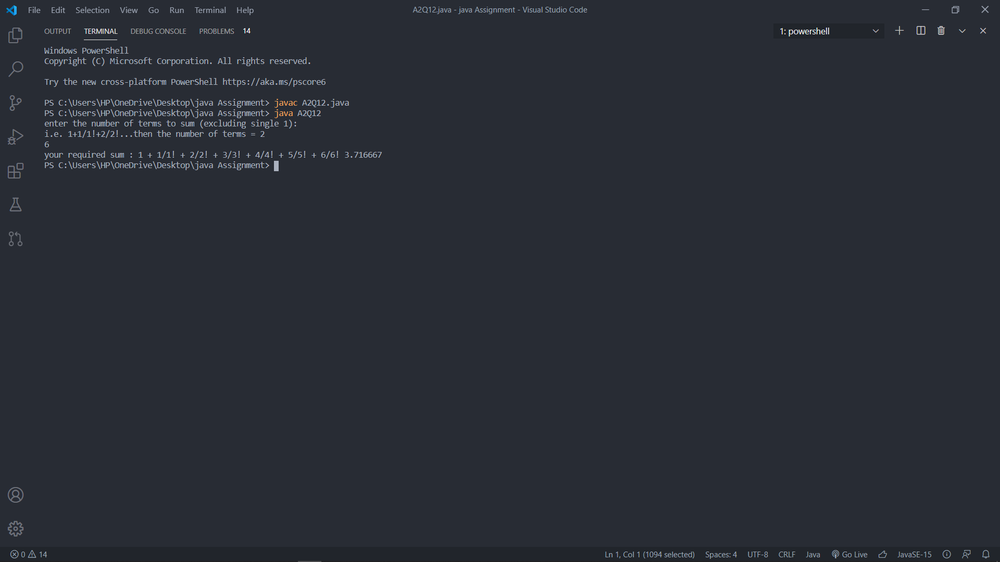 File Edit Selection View Go Run Terminal Help
A2Q12.java - java Assignment - Visual Studio Code
OUTPUT TERMINAL DEBUG CONSOLE PROBLEMS 14
1: powershell
Windows PowerShell
Copyright (C) Microsoft Corporation. All rights reserved.
Try the new cross-platform PowerShell https://aka.ms/pscore6
PS C:\Users\HP\OneDrive\Desktop\java Assignment> javac A2Q12.java
PS C:\Users\HP\OneDrive\Desktop\java Assignment> java A2Q12
enter the number of terms to sum (excluding single 1):
i.e. 1+1/1!+2/2!...then the number of terms = 2
6
your required sum : 1 + 1/1! + 2/2! + 3/3! + 4/4! + 5/5! + 6/6! 3.716667
PS C:\Users\HP\OneDrive\Desktop\java Assignment>
0 14
Ln 1, Col 1 (1094 selected) Spaces: 4 UTF-8 CRLF Java Go Live JavaSE-15